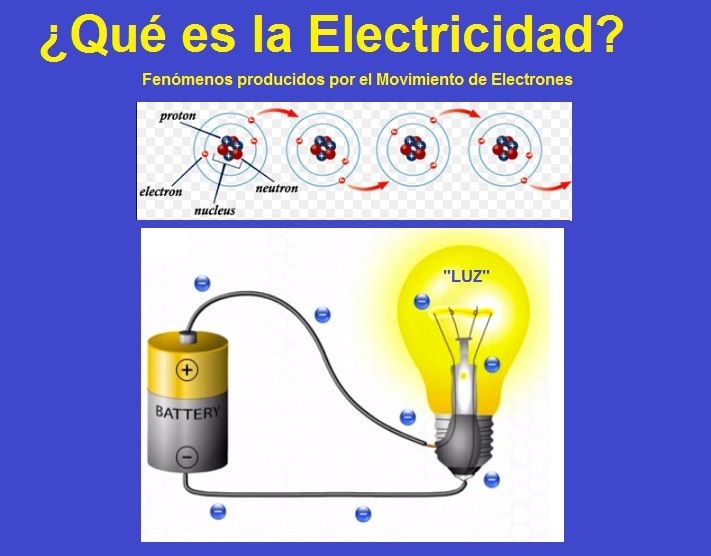 ¿Qué es la Electricidad?
Fenómenos producidos por el Movimiento de Electrones
proton
electron
neutron
nucleus
"LUZ"
+
BATTERY
−